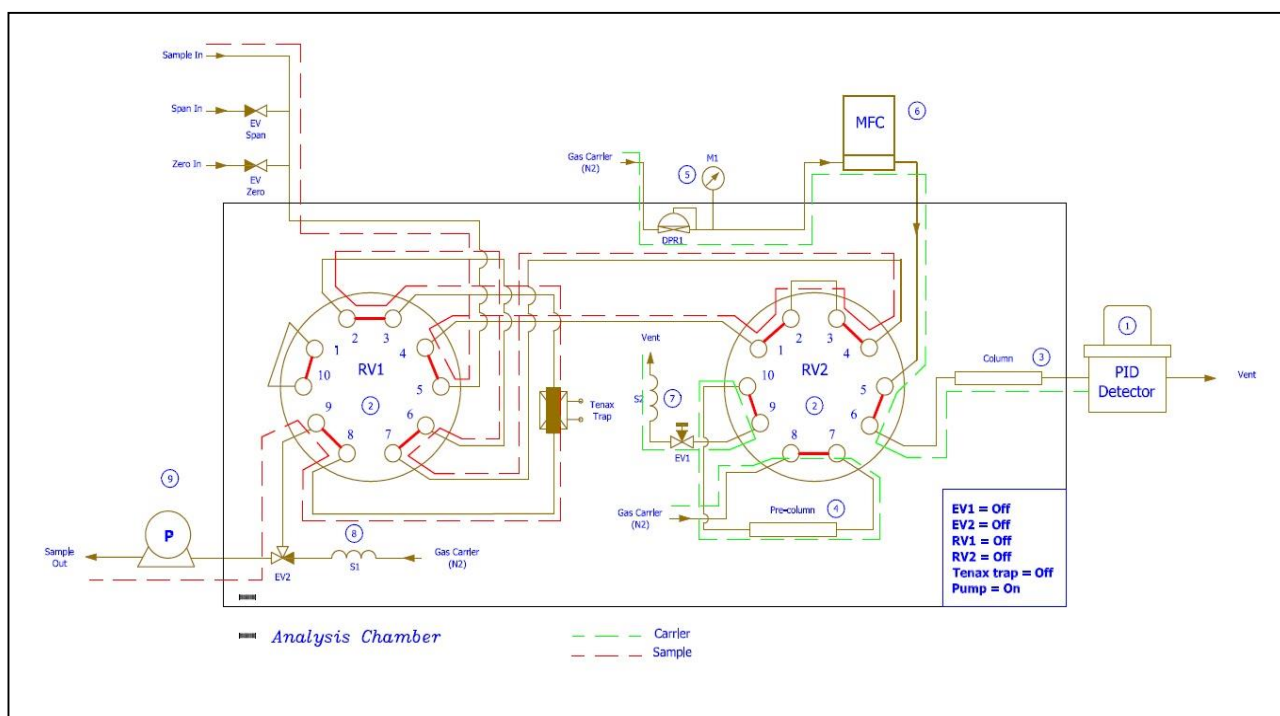 Sample In
Span In
EV
Span
Zero In
EV
Zero
Gas Carrier
(N2)
M1
5
MFC
6
DPR1
1
2
3
4
5
6
7
8
9
10
RV1
2
Tenax
Trap
Vent
S2
7
EV1
1
2
3
4
5
6
7
8
9
10
RV2
2
Column
3
1
PID
Detector
Vent
Gas Carrier
(N2)
Pre-column
4
9
P
Sample
Out
EV2
8
S1
Gas Carrier
(N2)
EV1 = Off
EV2 = Off
RV1 = Off
RV2 = Off
Tenax trap = Off
Pump = On
Analysis Chamber
Carrier
Sample